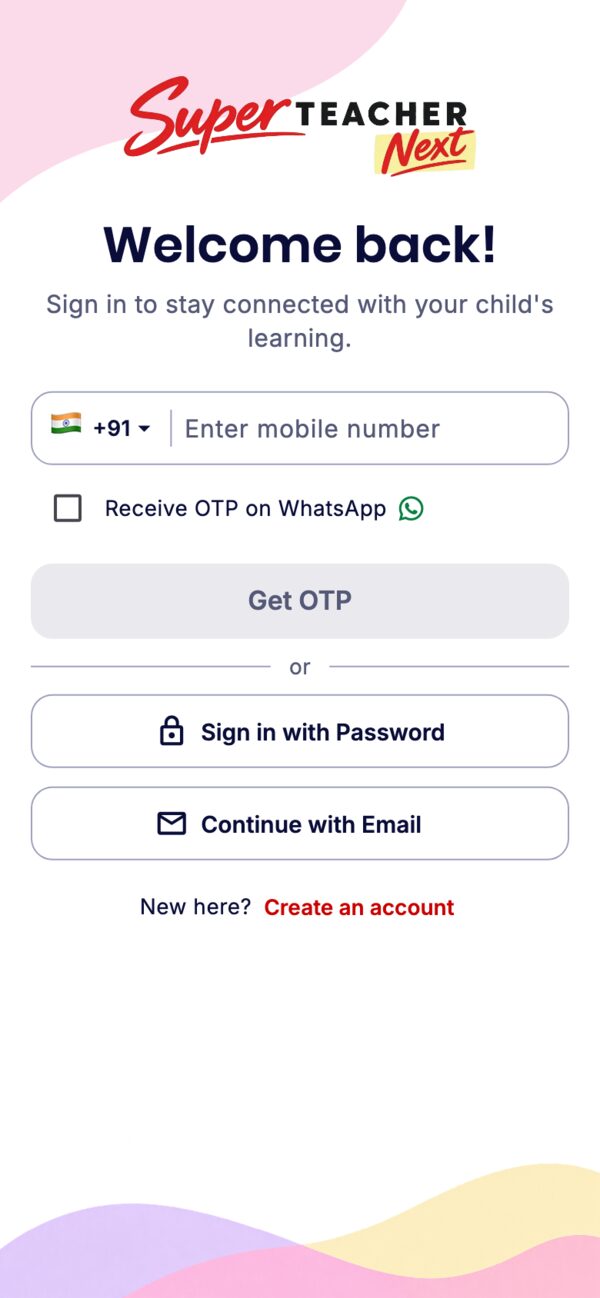 Super TEACHER
Next
Welcome back!
Sign in to stay connected with your child's
learning.
+91 Enter mobile number
Receive OTP on WhatsApp
Get OTP
or
Sign in with Password
Continue with Email
New here? Create an account